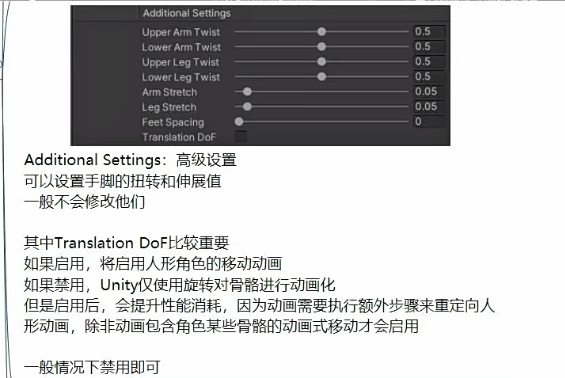 Additional Settings
Upper Arm Twist 0.5
Lower Arm Twist 0.5
Upper Leg Twist 0.5
Lower Leg Twist 0.5
Arm Stretch 0.05
Leg Stretch 0.05
Feet Spacing 0
Translation DoF
Additional Settings：高级设置
可以设置手脚的扭转和伸展值
一般不会修改他们
其中Translation DoF比较重要
如果启用，将启用人形角色的移动动画
如果禁用，Unity仅使用旋转对骨骼进行动画化
但是启用后，会提升性能消耗，因为动画需要执行额外步骤来重定向人
形动画，除非动画包含角色某些骨骼的动画式移动才会启用
一般情况下禁用即可